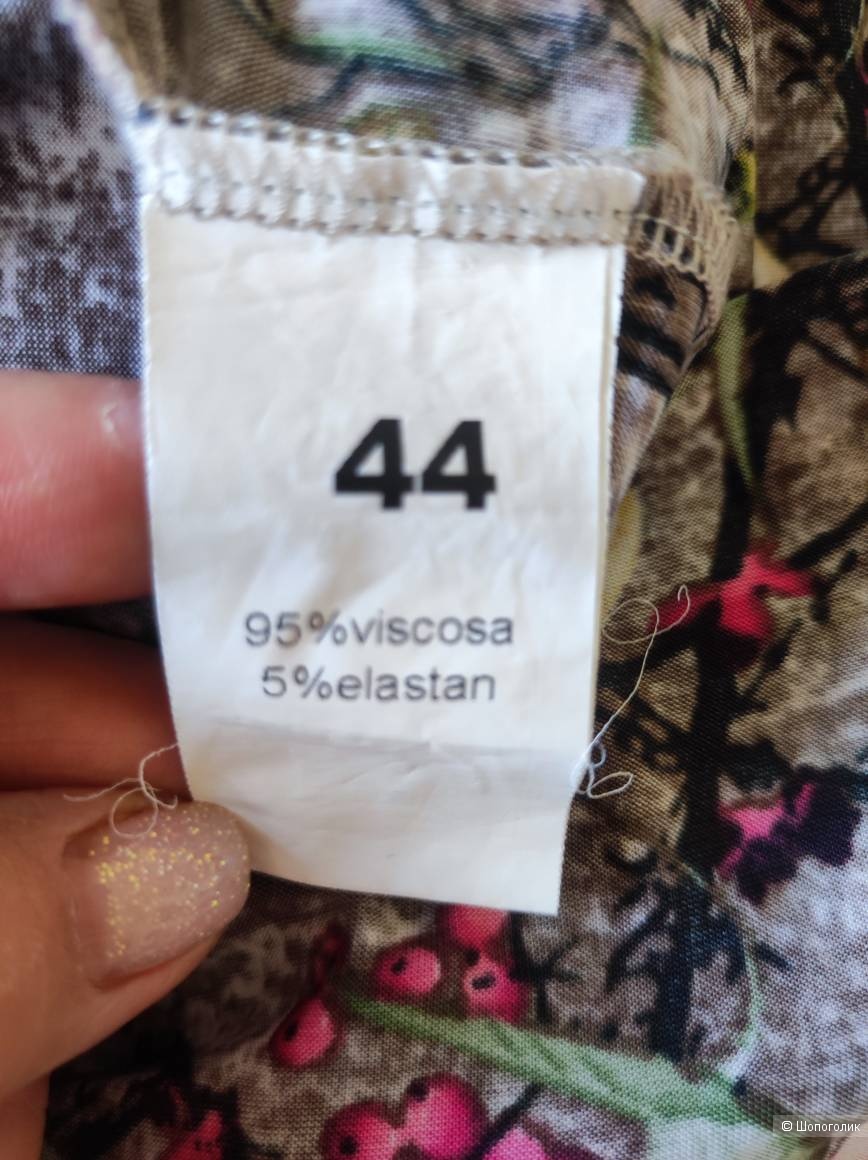 44
95%viscosa
5%elastan
© Шопоголик